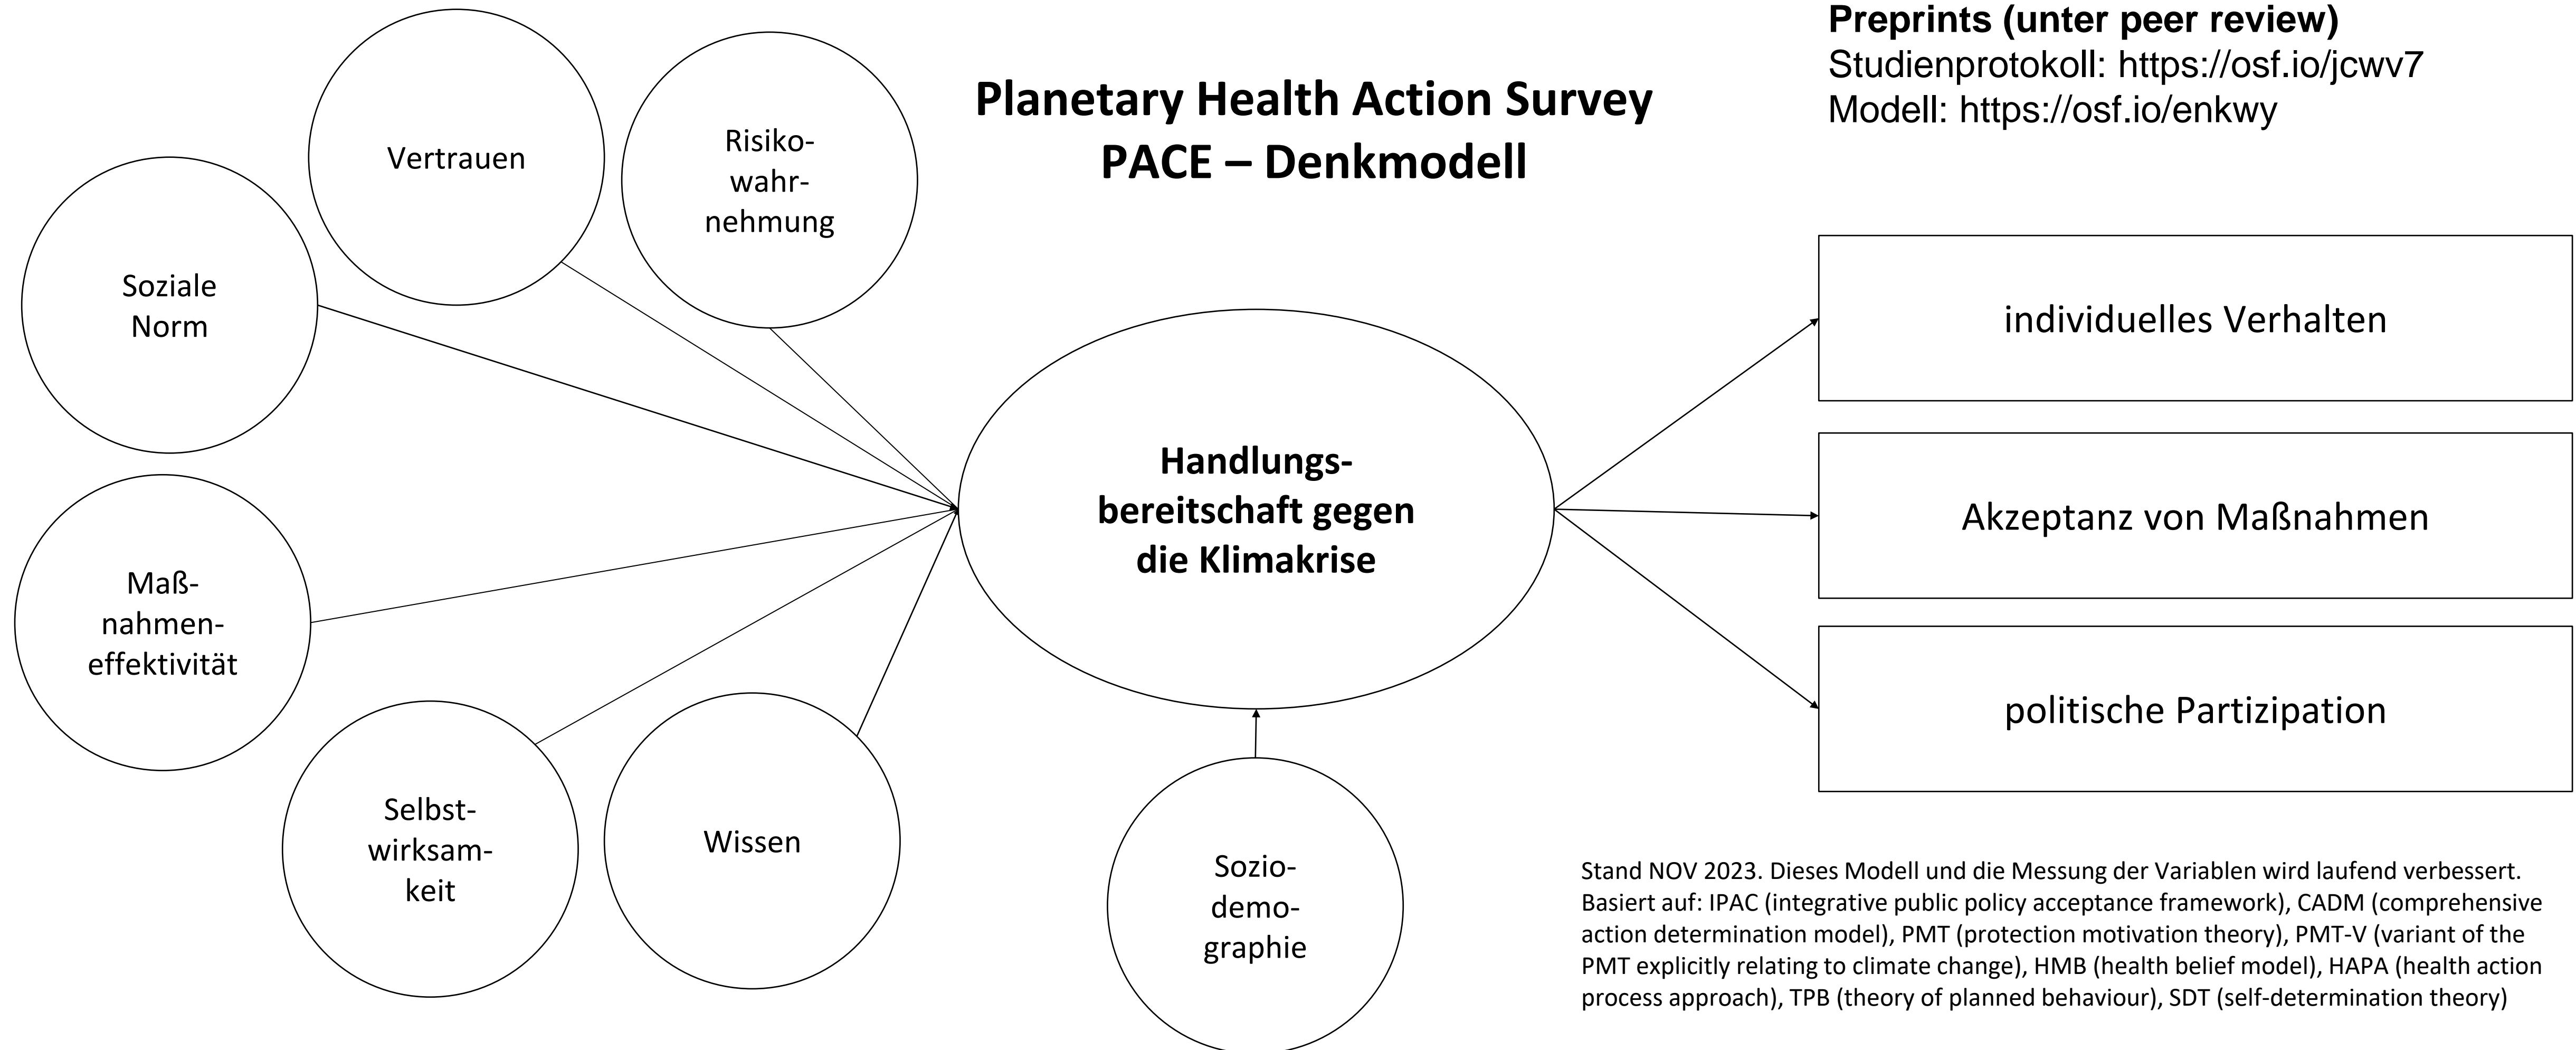 Preprints (unter peer review)
Studienprotokoll: https://osf.io/jcwv7
Modell: https://osf.io/enkwy
Planetary Health Action Survey
PACE – Denkmodell
Vertrauen
Risiko-
wahr-
nehmung
Soziale
Norm
Maß-
nahmen-
effektivität
Selbst-
wirksam-
keit
Wissen
Handlungs-
bereitschaft gegen
die Klimakrise
Sozio-
demo-
graphie
individuelles Verhalten
Akzeptanz von Maßnahmen
politische Partizipation
Stand NOV 2023. Dieses Modell und die Messung der Variablen wird laufend verbessert.
Basiert auf: IPAC (integrative public policy acceptance framework), CADM (comprehensive
action determination model), PMT (protection motivation theory), PMT-V (variant of the
PMT explicitly relating to climate change), HMB (health belief model), HAPA (health action
process approach), TPB (theory of planned behaviour), SDT (self-determination theory)